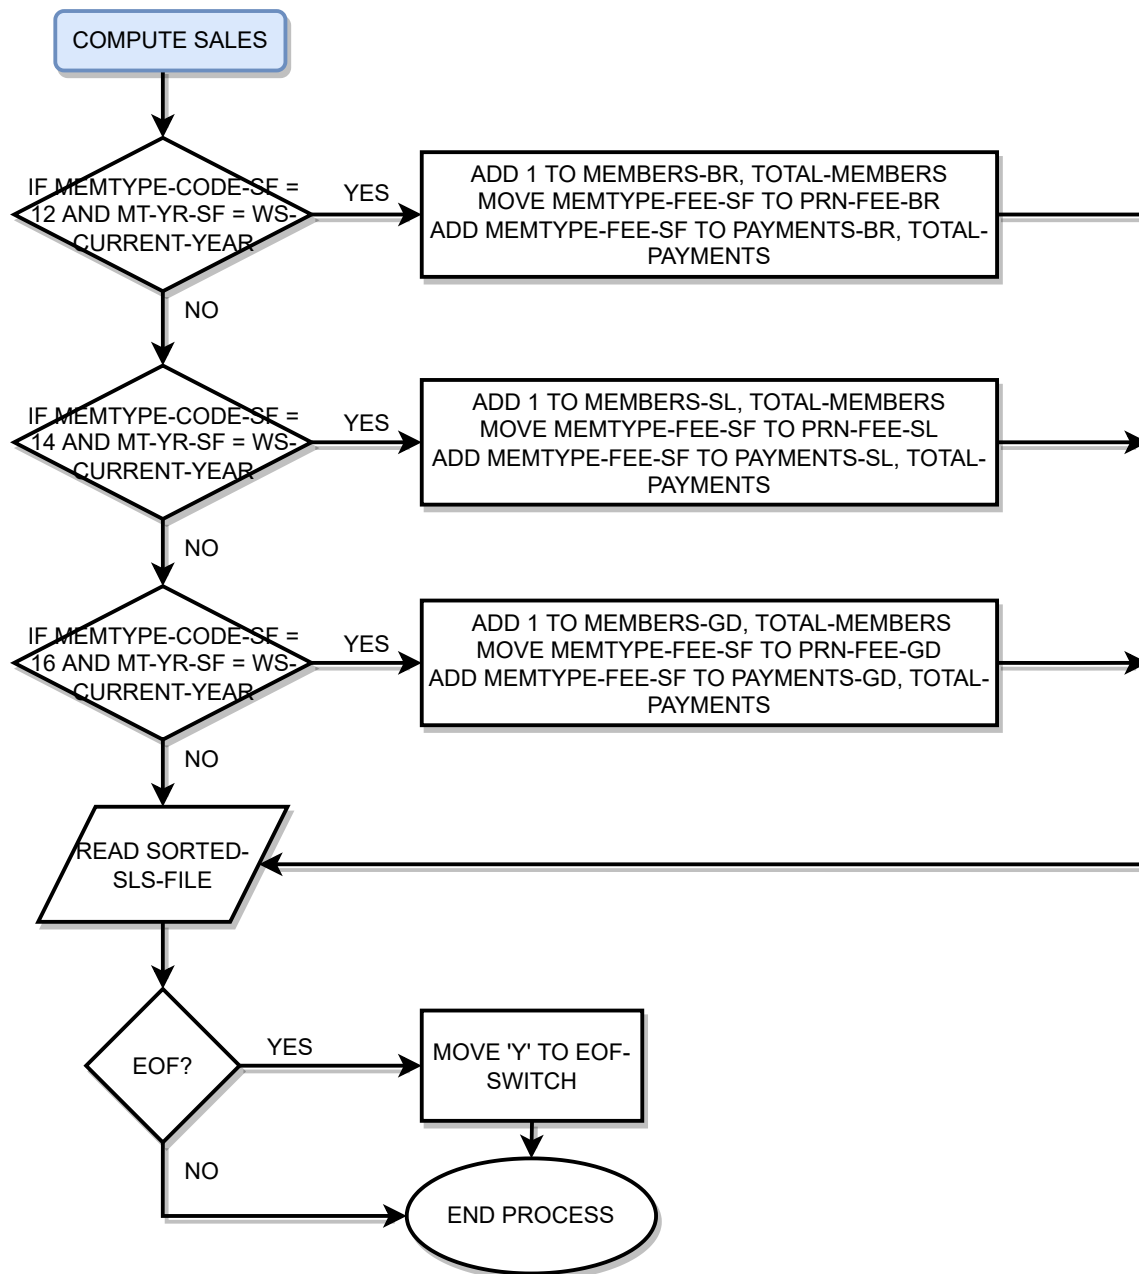 COMPUTE SALES
IF MEMTYPE-CODE-SF =
12 AND MT-YR-SF = WS-
CURRENT-YEAR
YES
ADD 1 TO MEMBERS-BR, TOTAL-MEMBERS
MOVE MEMTYPE-FEE-SF TO PRN-FEE-BR
ADD MEMTYPE-FEE-SF TO PAYMENTS-BR, TOTAL-
PAYMENTS
NO
IF MEMTYPE-CODE-SF =
14 AND MT-YR-SF = WS-
CURRENT-YEAR
YES
ADD 1 TO MEMBERS-SL, TOTAL-MEMBERS
MOVE MEMTYPE-FEE-SF TO PRN-FEE-SL
ADD MEMTYPE-FEE-SF TO PAYMENTS-SL, TOTAL-
PAYMENTS
NO
IF MEMTYPE-CODE-SF =
16 AND MT-YR-SF = WS-
CURRENT-YEAR
YES
ADD 1 TO MEMBERS-GD, TOTAL-MEMBERS
MOVE MEMTYPE-FEE-SF TO PRN-FEE-GD
ADD MEMTYPE-FEE-SF TO PAYMENTS-GD, TOTAL-
PAYMENTS
NO
READ SORTED-
SLS-FILE
EOF?
YES
MOVE 'Y' TO EOF-
SWITCH
NO
END PROCESS